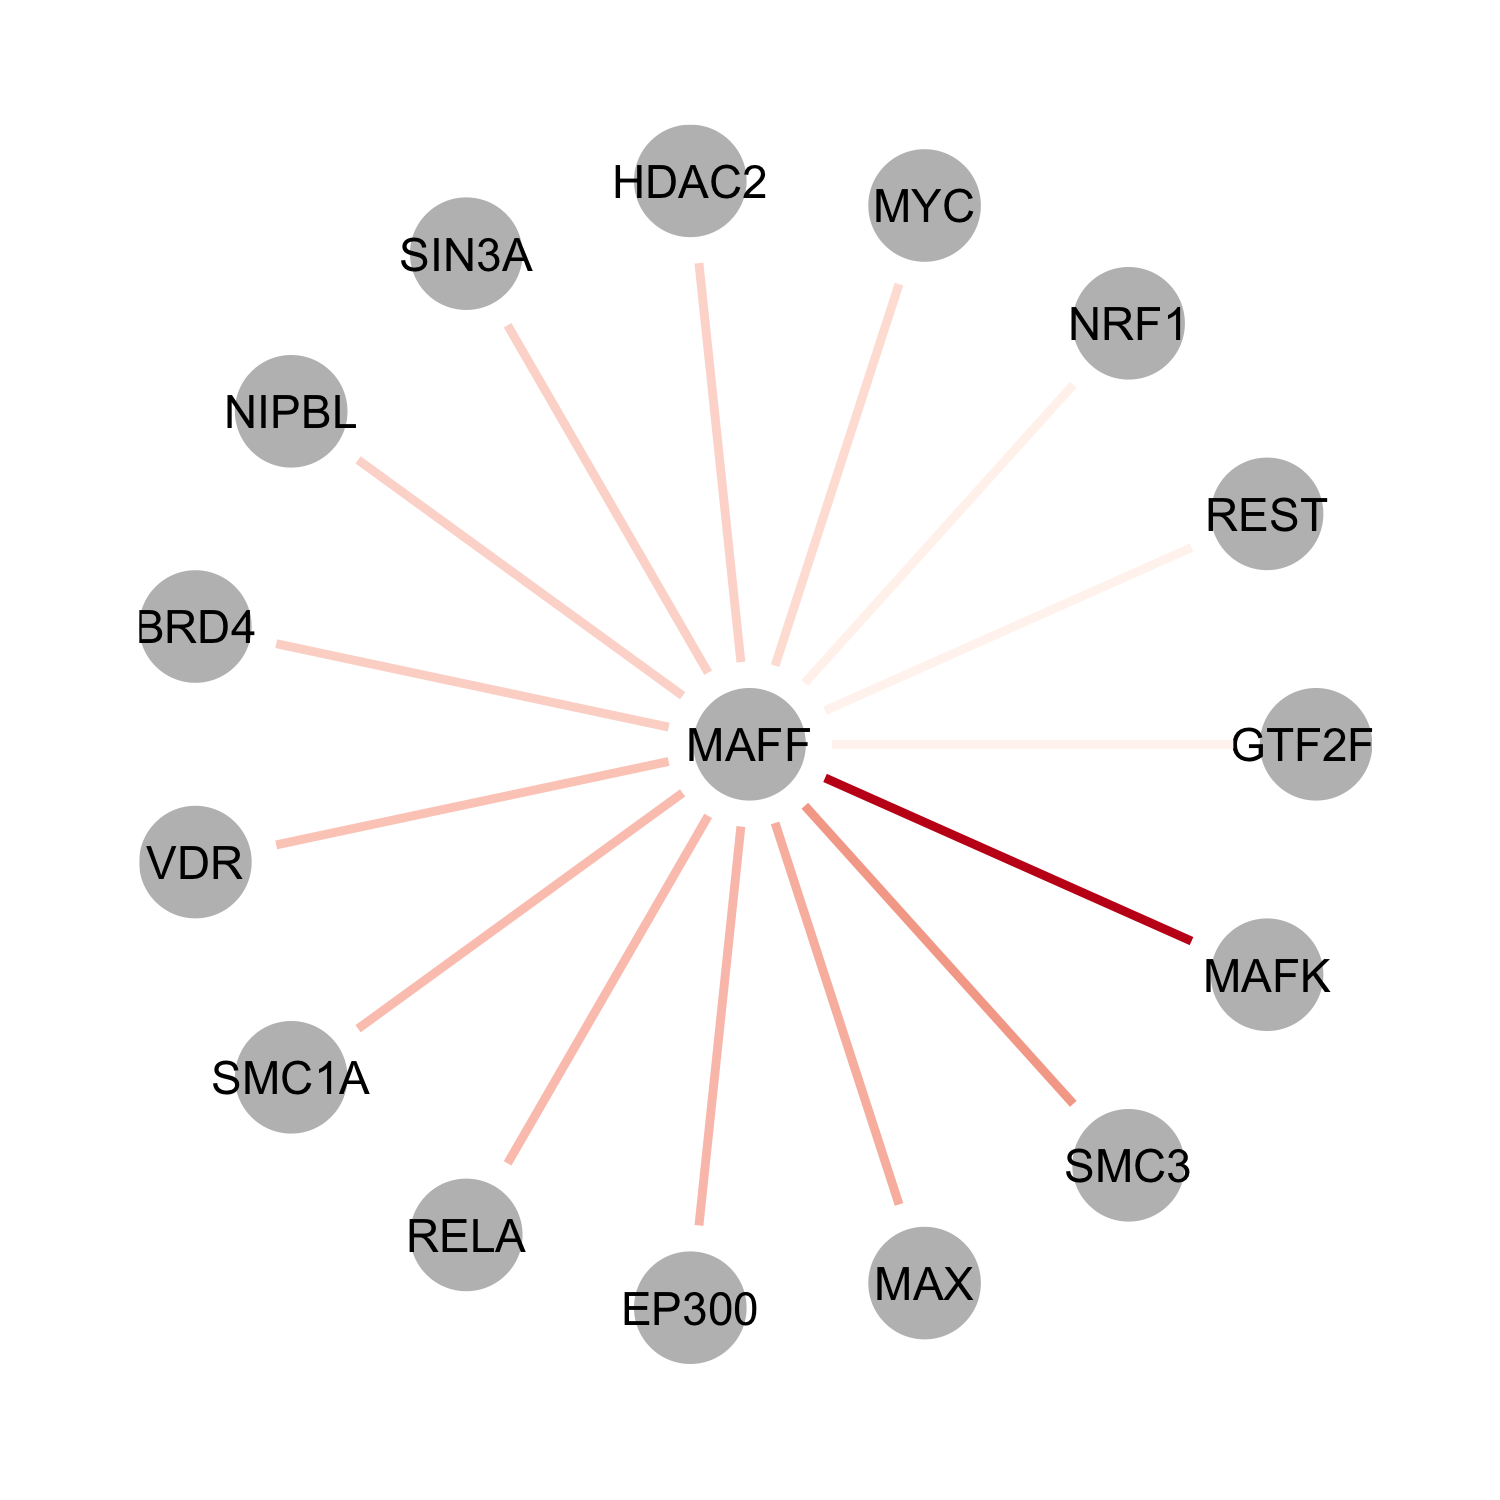 HDAC2
MYC
SIN3A
NRF1
NIPBL
REST
BRD4
MAFF
GTF2F
VDR
MAFK
SMC1A
SMC3
RELA
MAX
EP300